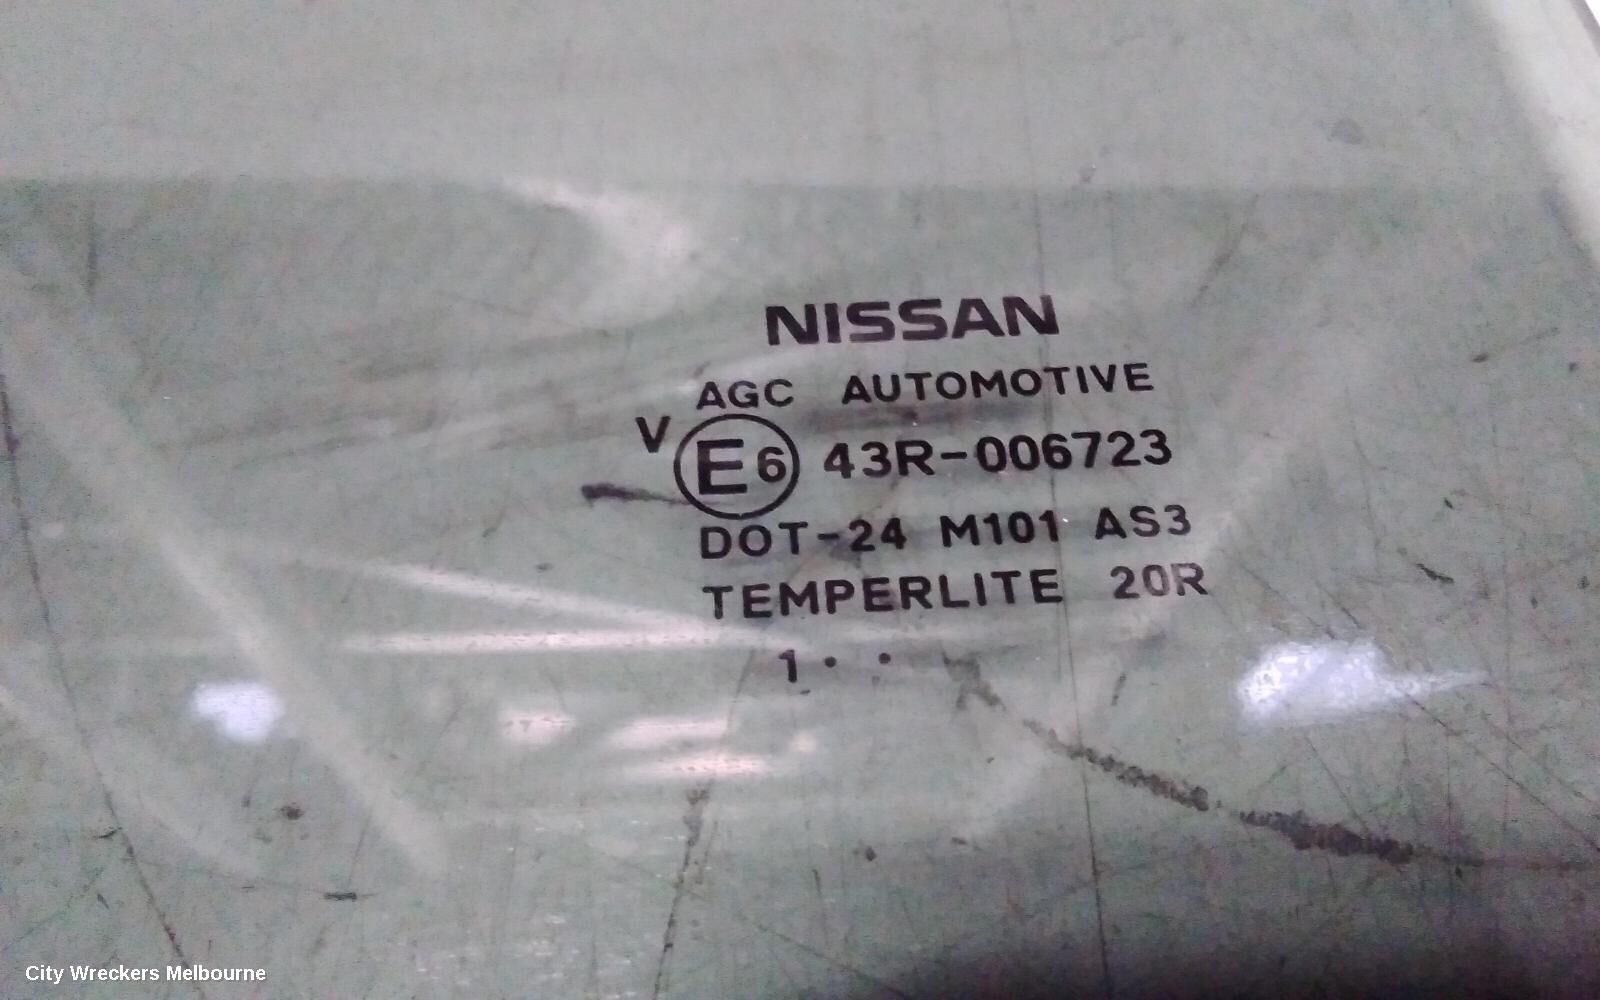 NISSAN
AGC AUTOMOTIVE
V E6 43R-006723
DOT-24 M101 AS3
TEMPERLITE 20R
1 · ·
City Wreckers Melbourne